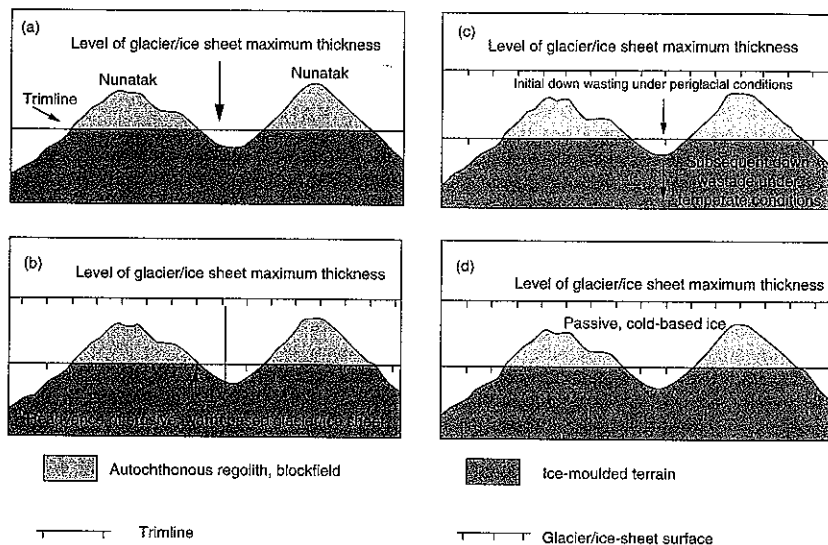 (a)
Level of glacier/ice sheet maximum thickness
Nunatak
Nunatak
Trimline
(c)
Level of glacier/ice sheet maximum thickness
Initial down wasting under periglacial conditions
Subsequent down
wastage under
temperate conditions
(b)
Level of glacier/ice sheet maximum thickness
(d)
Level of glacier/ice sheet maximum thickness
Passive, cold-based ice
Autochthonous regolith, blockfield
Ice-moulded terrain
Trimline
Glacier/ice-sheet surface